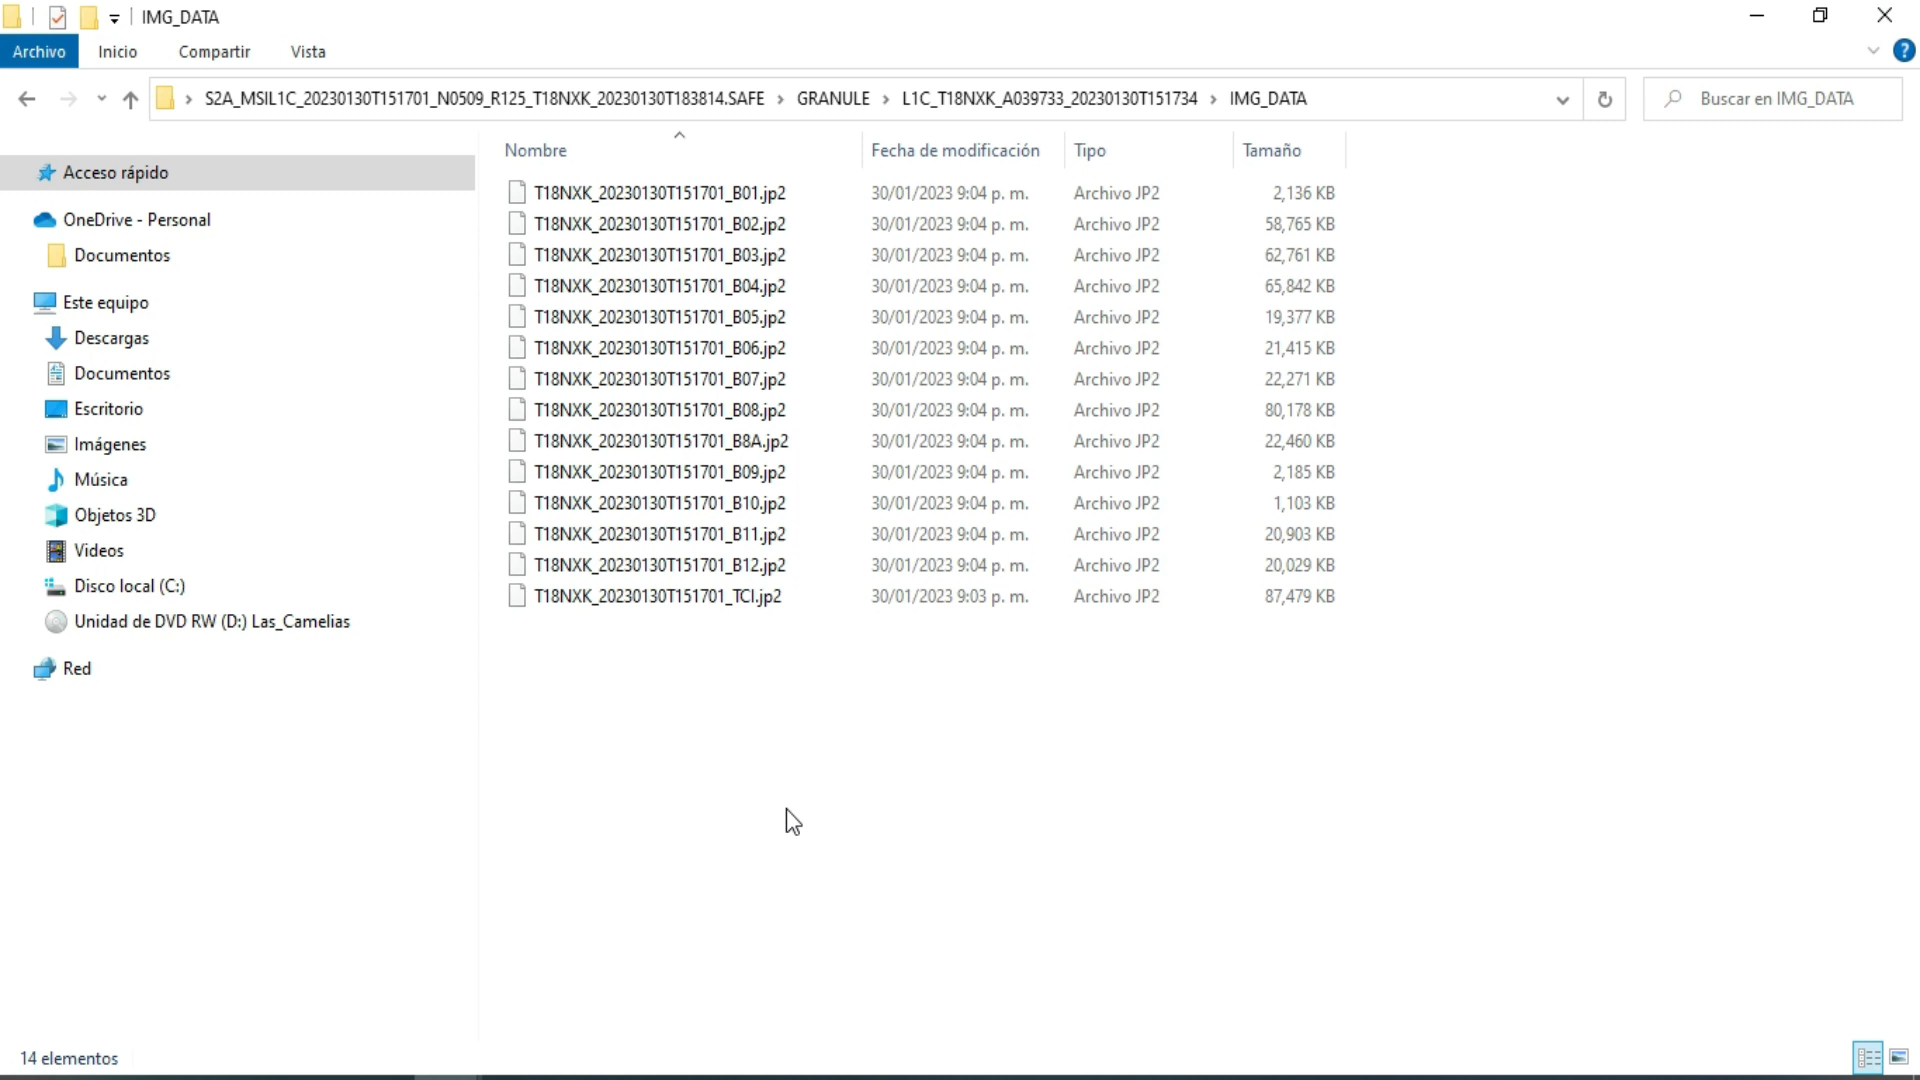 IMG_DATA
Archivo Inicio Compartir Vista
S2A_MSIL1C_20230130T151701_N0509_R125_T18NXK_20230130T183814.SAFE > GRANULE > L1C_T18NXK_A039733_20230130T151734 > IMG_DATA
Buscar en IMG_DATA
Acceso rápido
OneDrive - Personal
Documentos
Este equipo
Descargas
Documentos
Escritorio
Imágenes
Música
Objetos 3D
Videos
Disco local (C:)
Unidad de DVD RW (D:) Las_Camelias
Red
Nombre Fecha de modificación Tipo Tamaño
T18NXK_20230130T151701_B01.jp2 30/01/2023 9:04 p. m. Archivo JP2 2,136 KB
T18NXK_20230130T151701_B02.jp2 30/01/2023 9:04 p. m. Archivo JP2 58,765 KB
T18NXK_20230130T151701_B03.jp2 30/01/2023 9:04 p. m. Archivo JP2 62,761 KB
T18NXK_20230130T151701_B04.jp2 30/01/2023 9:04 p. m. Archivo JP2 65,842 KB
T18NXK_20230130T151701_B05.jp2 30/01/2023 9:04 p. m. Archivo JP2 19,377 KB
T18NXK_20230130T151701_B06.jp2 30/01/2023 9:04 p. m. Archivo JP2 21,415 KB
T18NXK_20230130T151701_B07.jp2 30/01/2023 9:04 p. m. Archivo JP2 22,271 KB
T18NXK_20230130T151701_B08.jp2 30/01/2023 9:04 p. m. Archivo JP2 80,178 KB
T18NXK_20230130T151701_B8A.jp2 30/01/2023 9:04 p. m. Archivo JP2 22,460 KB
T18NXK_20230130T151701_B09.jp2 30/01/2023 9:04 p. m. Archivo JP2 2,185 KB
T18NXK_20230130T151701_B10.jp2 30/01/2023 9:04 p. m. Archivo JP2 1,103 KB
T18NXK_20230130T151701_B11.jp2 30/01/2023 9:04 p. m. Archivo JP2 20,903 KB
T18NXK_20230130T151701_B12.jp2 30/01/2023 9:04 p. m. Archivo JP2 20,029 KB
T18NXK_20230130T151701_TCI.jp2 30/01/2023 9:03 p. m. Archivo JP2 87,479 KB
14 elementos